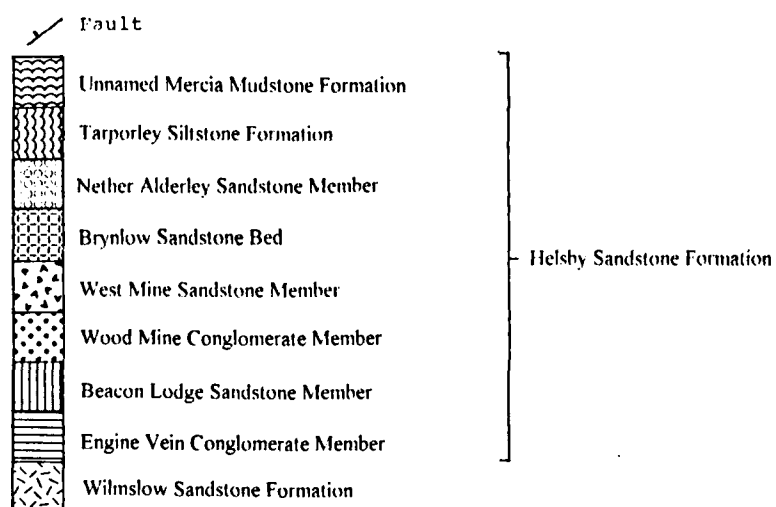 Fault
Unnamed Mercia Mudstone Formation
Tarporley Siltstone Formation
Nether Alderley Sandstone Member
Brynlow Sandstone Bed
West Mine Sandstone Member
Wood Mine Conglomerate Member
Beacon Lodge Sandstone Member
Engine Vein Conglomerate Member
Wilmslow Sandstone Formation
Helsby Sandstone Formation